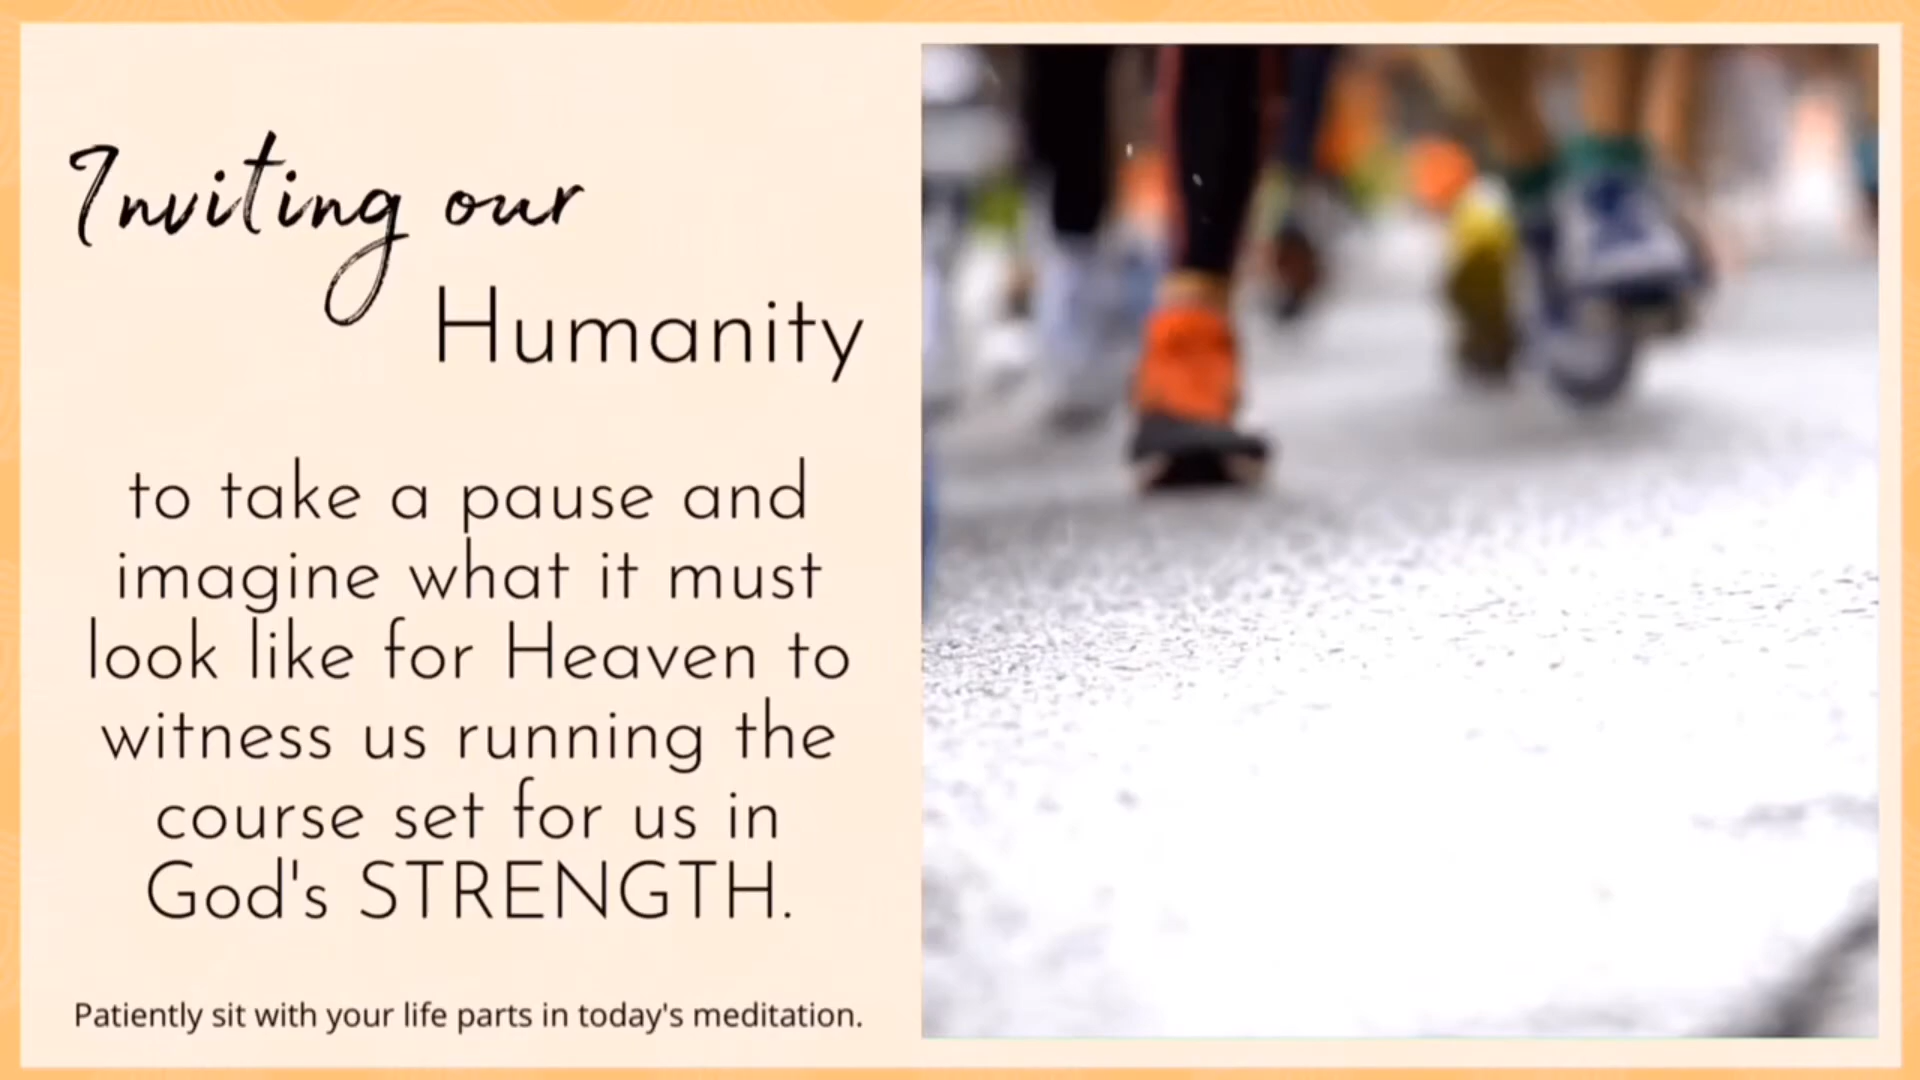 Inviting our
Humanity
to take a pause and
imagine what it must
look like for Heaven to
witness us running the
course set for us in
God's STRENGTH.
Patiently sit with your life parts in today's meditation.